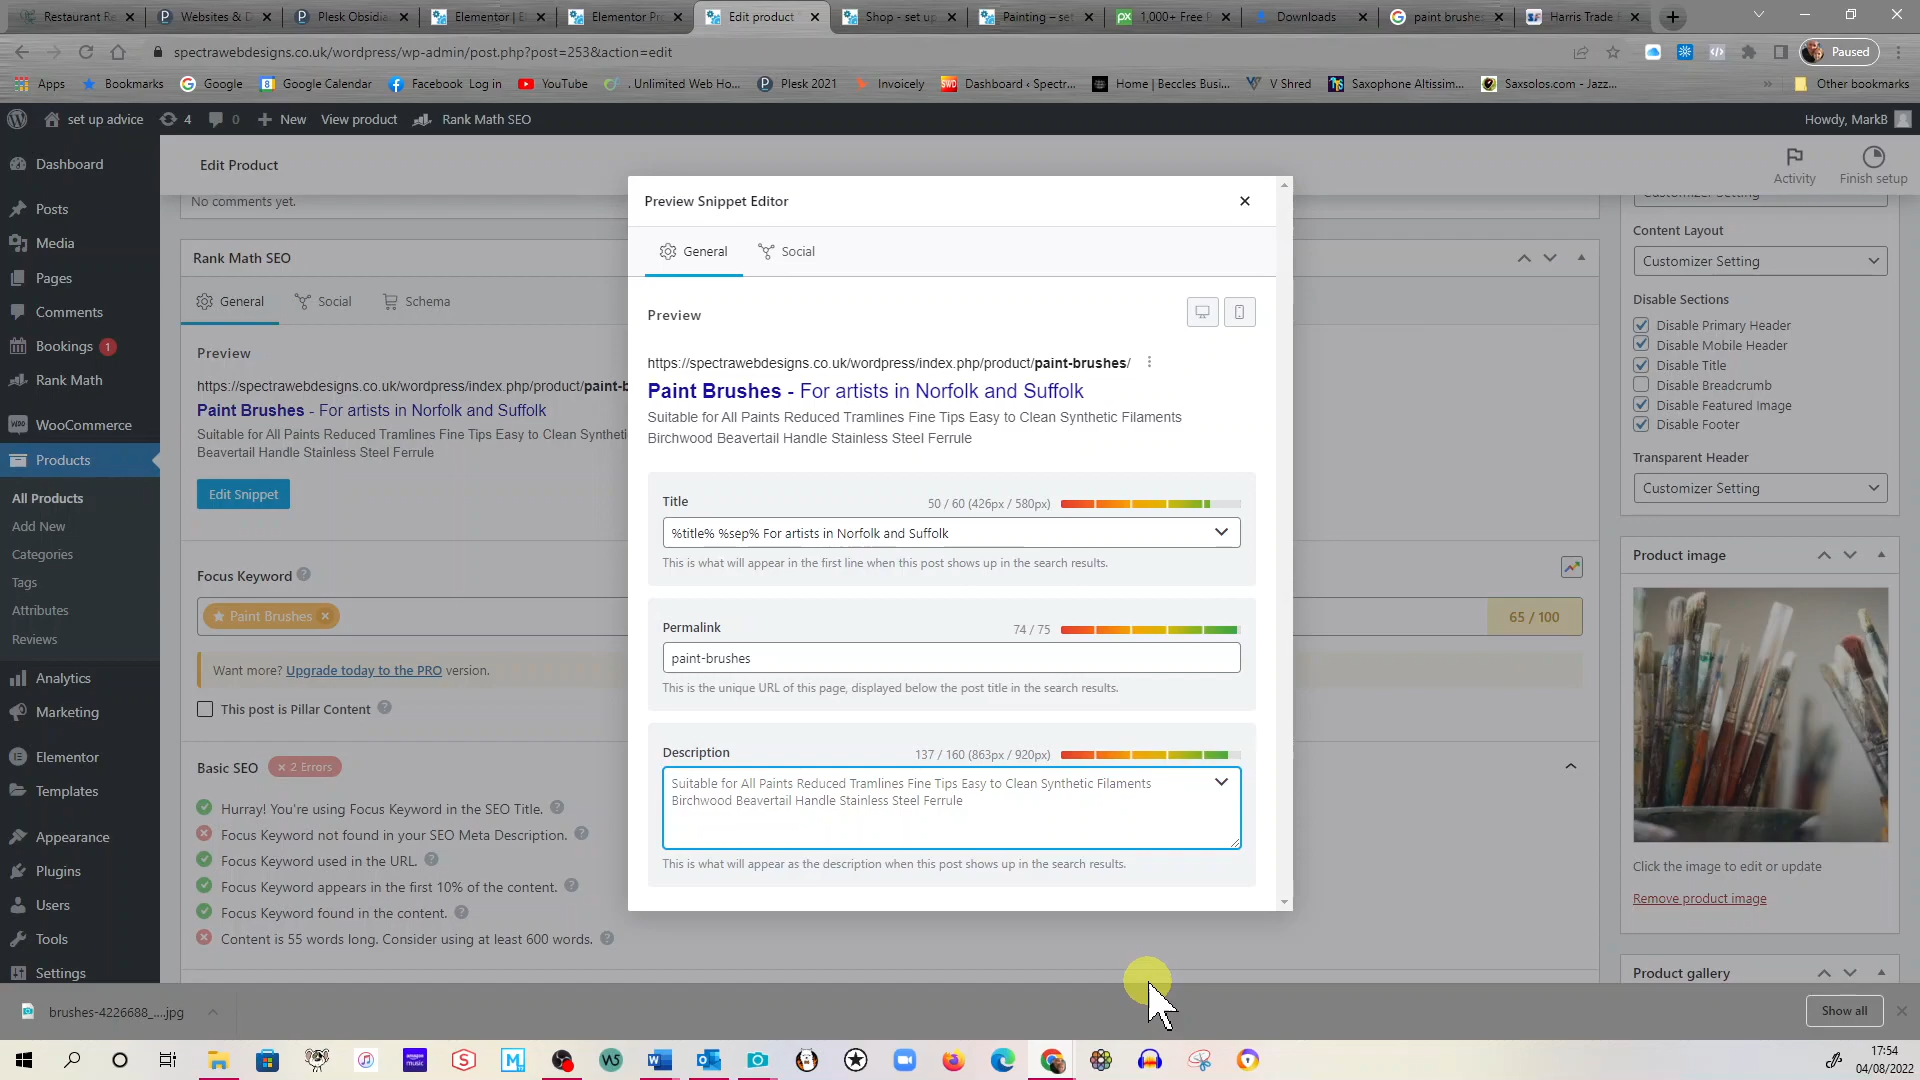 Restaurant Re
Websites & D
Plesk Obsidia
Elementor | E
Elementor Pr
Edit product
Shop - set up
Painting – set
1,000+ Free P
Downloads
paint brushe
Harris Trade F
spectrawebdesigns.co.uk/wordpress/wp-admin/post.php?post=253&action=edit
Paused
Apps
Bookmarks
Google
Google Calendar
Facebook Log in
YouTube
. Unlimited Web Ho...
Plesk 2021
Invoicely
Dashboard ‹ Spectr...
Home | Beccles Busi...
V Shred
Saxophone Altissim...
Saxsolos.com - Jazz...
»
Other bookmarks
set up advice
4
0
New
View product
Rank Math SEO
Howdy, MarkB
Dashboard
Posts
Media
Pages
Comments
Bookings 1
Rank Math
WooCommerce
Products
All Products
Add New
Categories
Tags
Attributes
Reviews
Analytics
Marketing
Elementor
Templates
Appearance
Plugins
Users
Tools
Settings
Edit Product
Activity
Finish setup
No comments yet.
Rank Math SEO
General
Social
Schema
Preview
https://spectrawebdesigns.co.uk/wordpress/index.php/product/paint-b
Paint Brushes - For artists in Norfolk and Suffolk
Suitable for All Paints Reduced Tramlines Fine Tips Easy to Clean Syntheti
Beavertail Handle Stainless Steel Ferrule
Edit Snippet
Focus Keyword
Paint Brushes
65 / 100
Want more? Upgrade today to the PRO version.
This post is Pillar Content
Basic SEO
× 2 Errors
Hurray! You're using Focus Keyword in the SEO Title.
Focus Keyword not found in your SEO Meta Description.
Focus Keyword used in the URL.
Focus Keyword appears in the first 10% of the content.
Focus Keyword found in the content.
Content is 55 words long. Consider using at least 600 words.
Preview Snippet Editor
General
Social
Preview
https://spectrawebdesigns.co.uk/wordpress/index.php/product/paint-brushes/
Paint Brushes - For artists in Norfolk and Suffolk
Suitable for All Paints Reduced Tramlines Fine Tips Easy to Clean Synthetic Filaments
Birchwood Beavertail Handle Stainless Steel Ferrule
Title
50 / 60 (426px / 580px)
%title% %sep% For artists in Norfolk and Suffolk
This is what will appear in the first line when this post shows up in the search results.
Permalink
74 / 75
paint-brushes
This is the unique URL of this page, displayed below the post title in the search results.
Description
137 / 160 (863px / 920px)
Suitable for All Paints Reduced Tramlines Fine Tips Easy to Clean Synthetic Filaments
Birchwood Beavertail Handle Stainless Steel Ferrule
This is what will appear as the description when this post shows up in the search results.
Content Layout
Customizer Setting
Disable Sections
Disable Primary Header
Disable Mobile Header
Disable Title
Disable Breadcrumb
Disable Featured Image
Disable Footer
Transparent Header
Customizer Setting
Product image
Click the image to edit or update
Remove product image
Product gallery
brushes-4226688_....jpg
Show all
17:54
04/08/2022